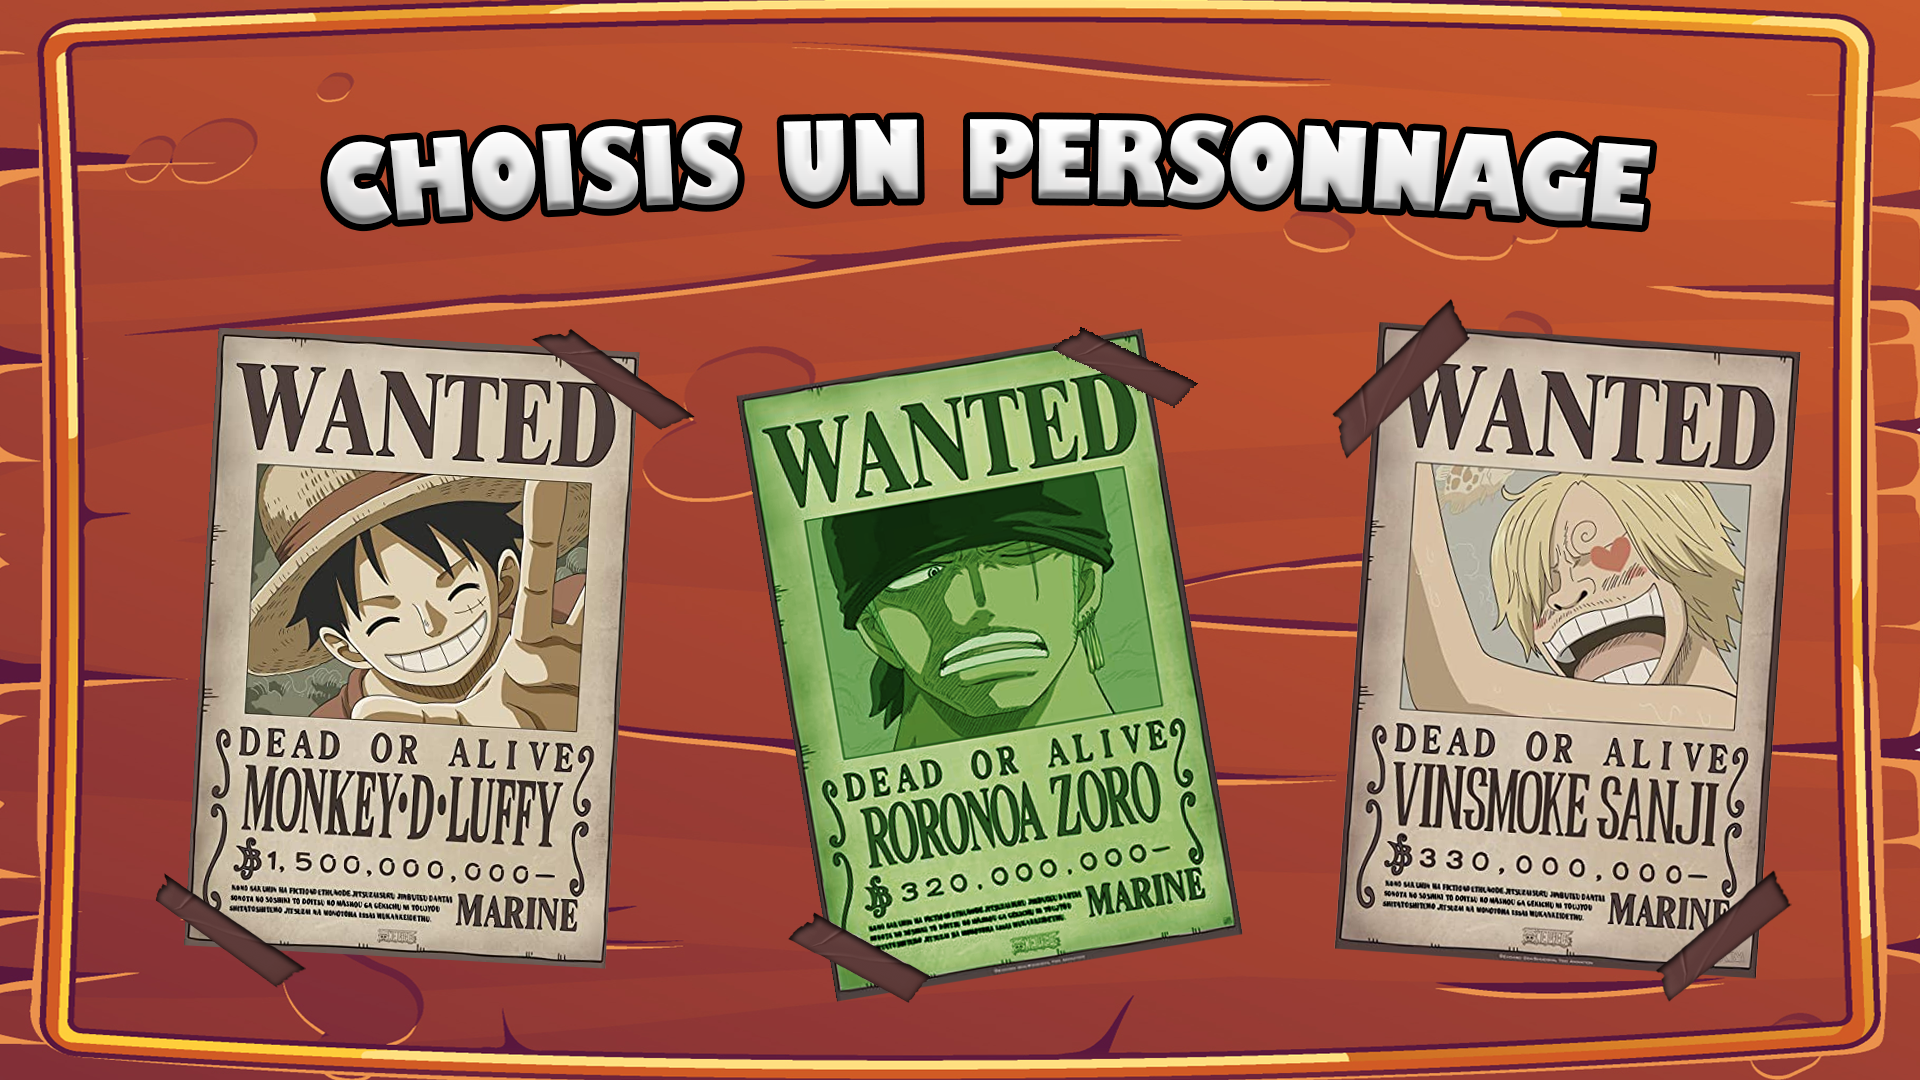 CHOISIS UN PERSONNAGE
WANTED
DEAD OR ALIVE
MONKEY·D·LUFFY
1,500,000,000-
MARINE
WANTED
DEAD OR ALIVE
RORONOA ZORO
320.000.000-
MARINE
WANTED
DEAD OR ALIVE
VINSMOKE SANJI
330,000,000-
MARINE